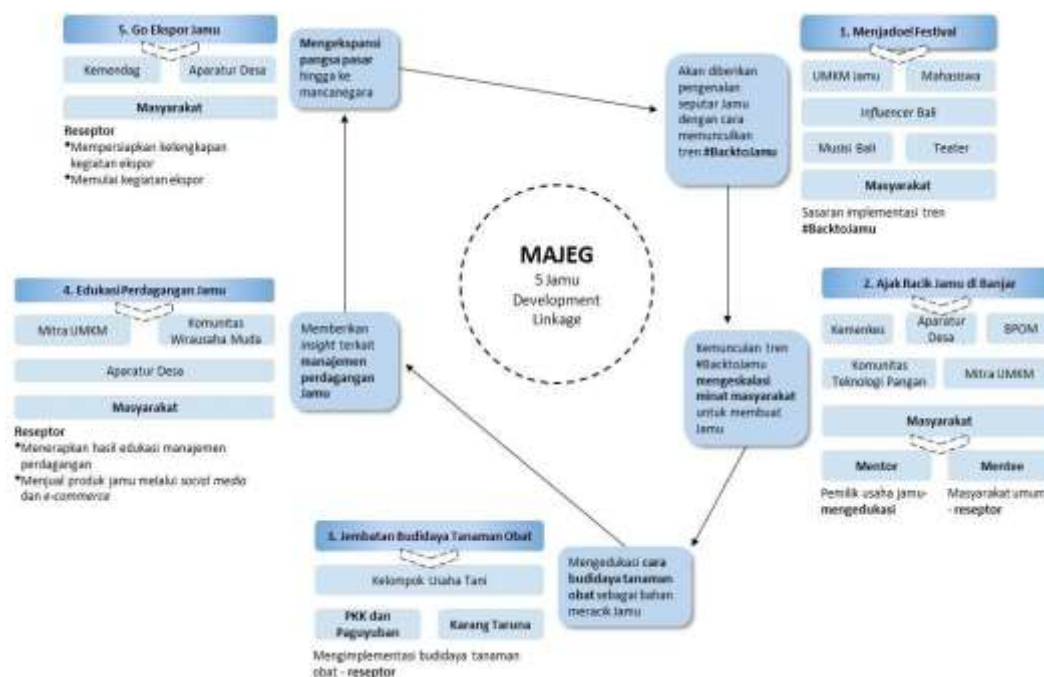 5. Go Ekspor Jamu
Kemendag
Aparatur Desa
Masyarakat
Reseptor
*Mempersiapkan kelengkapan
kegiatan ekspor
*Memulai kegiatan ekspor
Mengekspansi
pangsa pasar
hingga ke
mancanegara
Akan diberikan
pengenalan
seputar Jamu
dengan cara
memunculkan
tren #BacktoJamu
1. Menjadoel Festival
UMKM Jamu
Mahasiswa
Influencer Bali
Musisi Bali
Teater
Masyarakat
Sasaran implementasi tren
#BacktoJamu
MAJEG
5 Jamu
Development
Linkage
4. Edukasi Perdagangan Jamu
Mitra UMKM
Komunitas
Wirausaha Muda
Aparatur Desa
Masyarakat
Reseptor
*Menerapkan hasil edukasi manajemen
perdagangan
*Menjual produk jamu melalui social media
dan e-commerce
Memberikan
insight terkait
manajemen
perdagangan
Jamu
Kemunculan tren
#BacktoJamu
mengeskalasi
minat masyarakat
untuk membuat
Jamu
2. Ajak Racik Jamu di Banjar
Kemenkes
Aparatur
Desa
BPOM
Komunitas
Teknologi Pangan
Mitra UMKM
Masyarakat
Mentor
Mentee
Pemilik usaha jamu-
mengedukasi
Masyarakat umum
- reseptor
3. Jembatan Budidaya Tanaman Obat
Kelompok Usaha Tani
PKK dan
Paguyuban
Karang Taruna
Mengimplementasi budidaya tanaman
obat - reseptor
Mengedukasi cara
budidaya tanaman
obat sebagai bahan
meracik Jamu